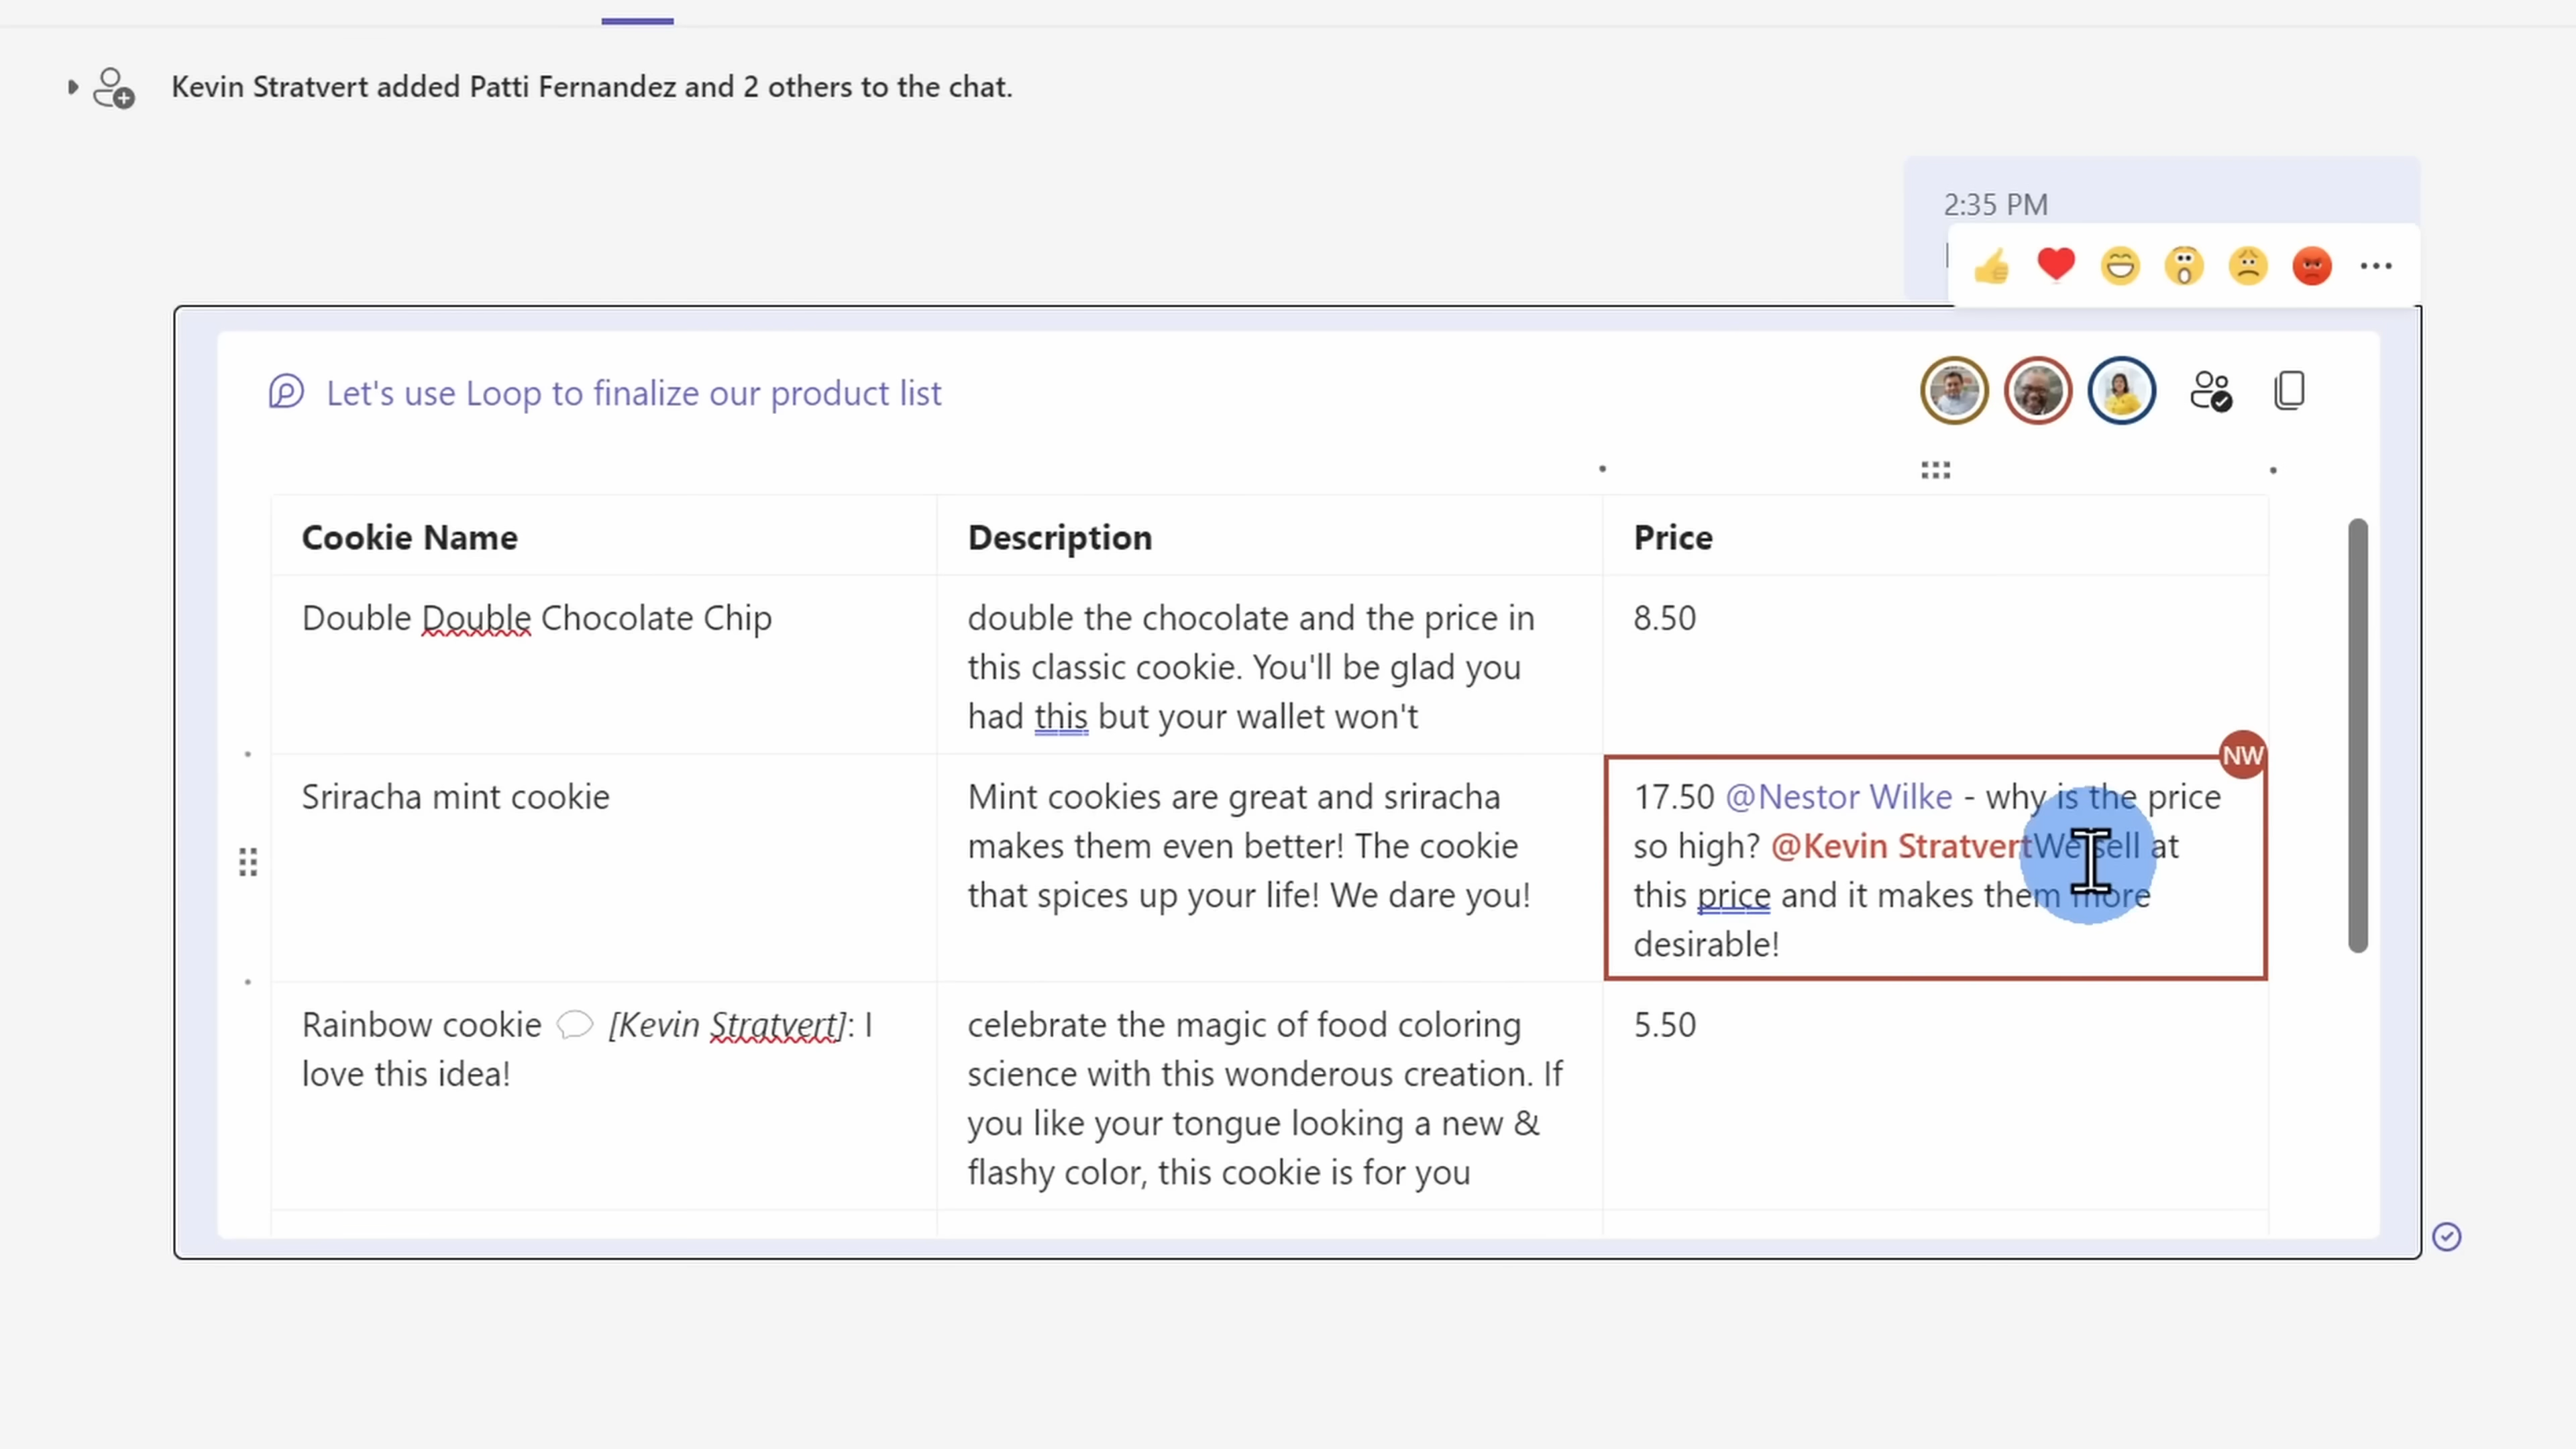 Kevin Stratvert added Patti Fernandez and 2 others to the chat.
2:35 PM
Let's use Loop to finalize our product list
Cookie Name
Description
Price
Double Double Chocolate Chip
double the chocolate and the price in
this classic cookie. You'll be glad you
had this but your wallet won't
8.50
NW
Sriracha mint cookie
Mint cookies are great and sriracha
makes them even better! The cookie
that spices up your life! We dare you!
17.50 @Nestor Wilke - why is the price
so high? @Kevin StratvertWe sell at
this price and it makes them more
desirable!
Rainbow cookie [Kevin Stratvert]: I
love this idea!
celebrate the magic of food coloring
science with this wonderous creation. If
you like your tongue looking a new &
flashy color, this cookie is for you
5.50